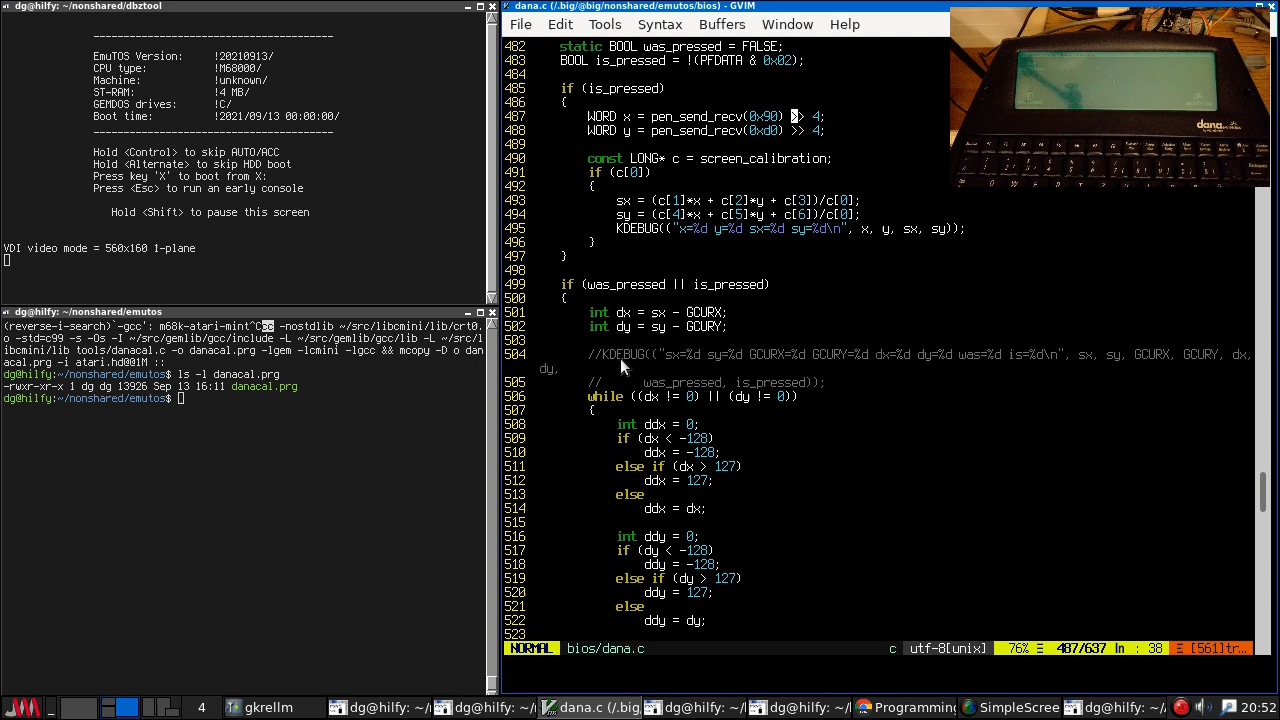 dg@hilfy: ~/nonshared/dbztool
EmuTOS Version: !20210913/
CPU type: !M68000/
Machine: !unknown/
ST-RAM: !4 MB/
GEMDOS drives: !C/
Boot time: !2021/09/13 00:00:00/
Hold <Control> to skip AUTO/ACC
Hold <Alternate> to skip HDD boot
Press key 'X' to boot from X:
Press <Esc> to run an early console
Hold <Shift> to pause this screen
VDI video mode = 560x160 1-plane
dg@hilfy: ~/nonshared/emutos
(reverse-i-search)`-gcc': m68k-atari-mint^Ccc -nostdlib ~/src/libcmini/lib/crt0.
o -std=c99 -s -Os -I ~/src/gemlib/gcc/include -L ~/src/gemlib/gcc/lib -L ~/src/l
ibcmini/lib tools/danacal.c -o danacal.prg -lgem -lcmini -lgcc && mcopy -D o dan
acal.prg -i atari.hd@@1M ::
dg@hilfy:~/nonshared/emutos$ ls -l danacal.prg
-rwxr-xr-x 1 dg dg 13926 Sep 13 16:11 danacal.prg
dg@hilfy:~/nonshared/emutos$
dana.c (/.big/@big/nonshared/emutos/bios) - GVIM
File Edit Tools Syntax Buffers Window Help
482 static BOOL was_pressed = FALSE;
483 BOOL is_pressed = !(PFDATA & 0x02);
484
485 if (is_pressed)
486 {
487 WORD x = pen_send_recv(0x90) >> 4;
488 WORD y = pen_send_recv(0xd0) >> 4;
489
490 const LONG* c = screen_calibration;
491 if (c[0])
492 {
493 sx = (c[1]*x + c[2]*y + c[3])/c[0];
494 sy = (c[4]*x + c[5]*y + c[6])/c[0];
495 KDEBUG(("x=%d y=%d sx=%d sy=%d\n", x, y, sx, sy));
496 }
497 }
498
499 if (was_pressed || is_pressed)
500 {
501 int dx = sx - GCURX;
502 int dy = sy - GCURY;
503
504 //KDEBUG(("sx=%d sy=%d GCURX=%d GCURY=%d dx=%d dy=%d was=%d is=%d\n", sx, sy, GCURX, GCURY, dx,
dy,
505 // was_pressed, is_pressed));
506 while ((dx != 0) || (dy != 0))
507 {
508 int ddx = 0;
509 if (dx < -128)
510 ddx = -128;
511 else if (dx > 127)
512 ddx = 127;
513 else
514 ddx = dx;
515
516 int ddy = 0;
517 if (dy < -128)
518 ddy = -128;
519 else if (dy > 127)
520 ddy = 127;
521 else
522 ddy = dy;
523
NORMAL bios/dana.c c utf-8[unix] 76% ☰ 487/637 ln : 38 ☰ [561]tr…
dana
4 gkrellm dg@hilfy: ~/ dg@hilfy: ~/ dana.c (/.big/ dg@hilfy: ~/ dg@hilfy: ~/ Programming SimpleScree dg@hilfy: ~/ 20:52